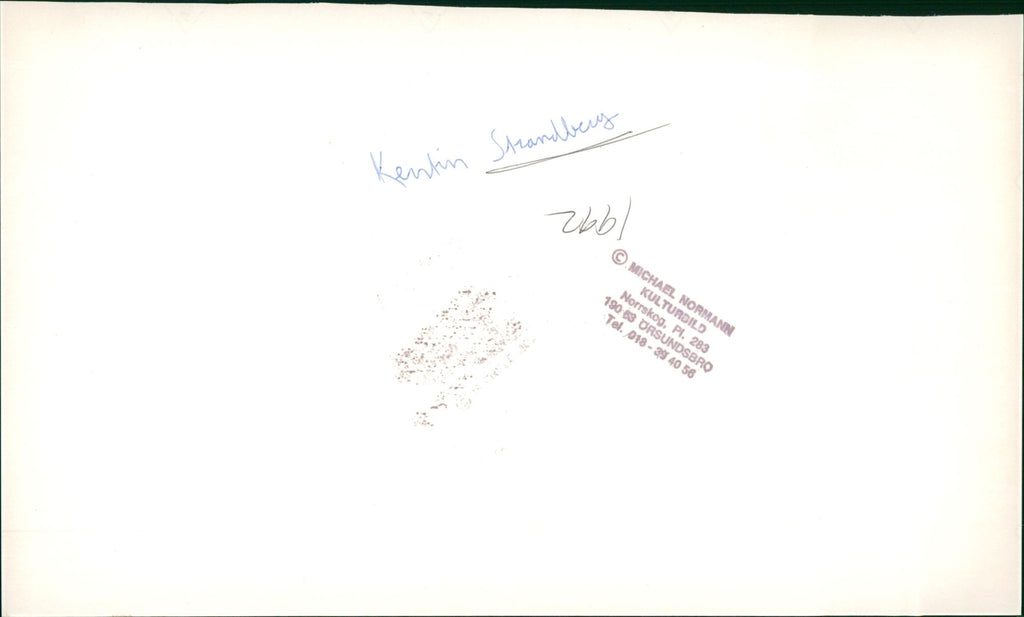 Kerstin Strandberg
1992
© MICHAEL NORMANN
KULTURBILD
Norrskog, Pl. 283
190 63 ÖRSUNDSBRO
Tel. 018 - 39 40 56